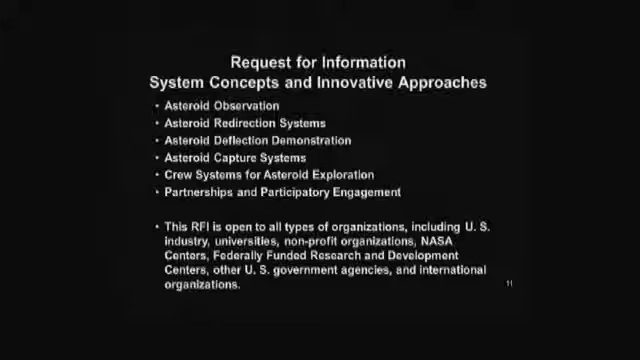 Request for Information
System Concepts and Innovative Approaches
• Asteroid Observation
• Asteroid Redirection Systems
• Asteroid Deflection Demonstration
• Asteroid Capture Systems
• Crew Systems for Asteroid Exploration
• Partnerships and Participatory Engagement
• This RFI is open to all types of organizations, including U. S.
industry, universities, non-profit organizations, NASA
Centers, Federally Funded Research and Development
Centers, other U. S. government agencies, and international
organizations.
11